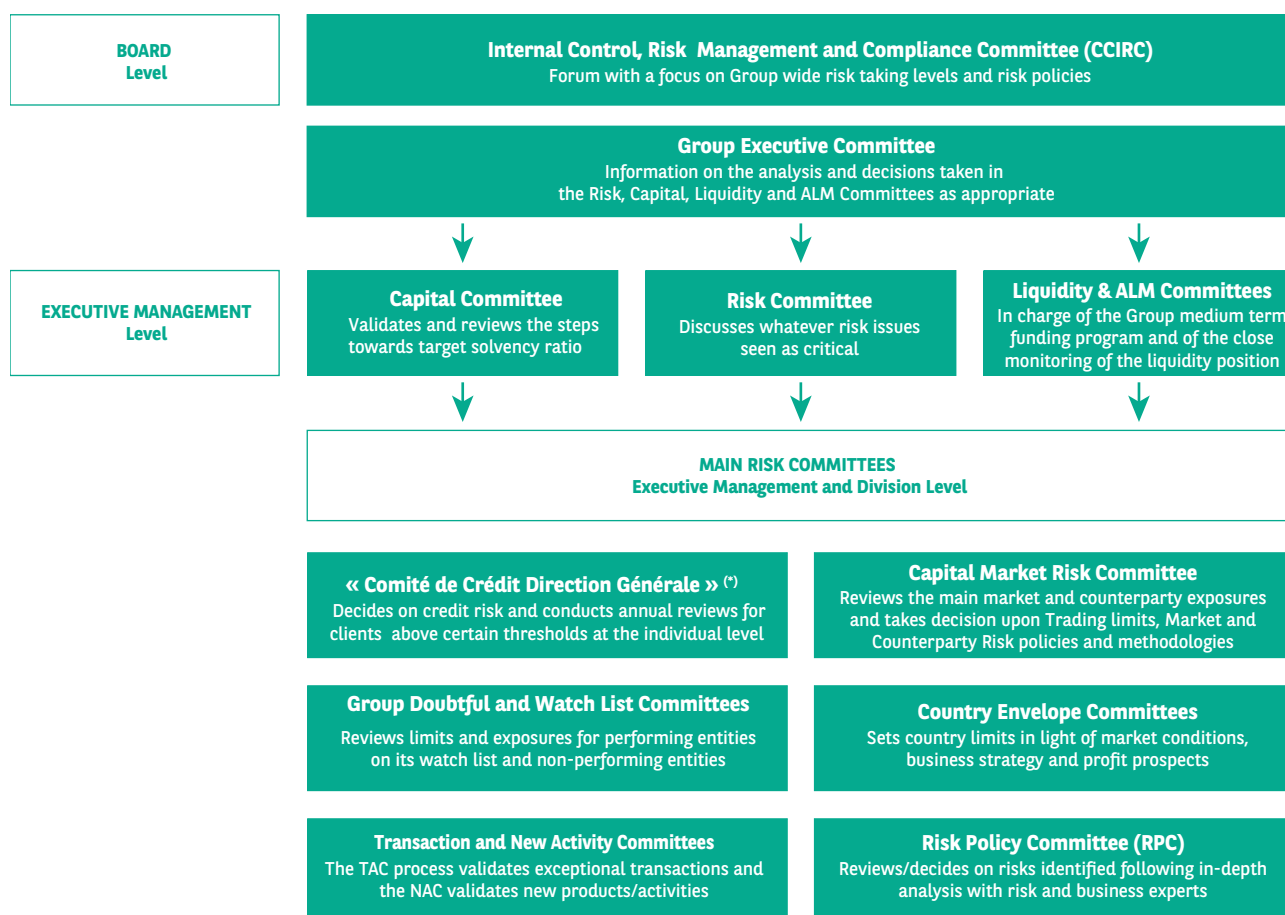 BOARD
Level
Internal Control, Risk Management and Compliance Committee (CCIRC)
Forum with a focus on Group wide risk taking levels and risk policies
Group Executive Committee
Information on the analysis and decisions taken in
the Risk, Capital, Liquidity and ALM Committees as appropriate
EXECUTIVE MANAGEMENT
Level
Capital Committee
Validates and reviews the steps
towards target solvency ratio
Risk Committee
Discusses whatever risk issues
seen as critical
Liquidity & ALM Committees
In charge of the Group medium term
funding program and of the close
monitoring of the liquidity position
MAIN RISK COMMITTEES
Executive Management and Division Level
« Comité de Crédit Direction Générale » (*)
Decides on credit risk and conducts annual reviews for
clients above certain thresholds at the individual level
Capital Market Risk Committee
Reviews the main market and counterparty exposures
and takes decision upon Trading limits, Market and
Counterparty Risk policies and methodologies
Group Doubtful and Watch List Committees
Reviews limits and exposures for performing entities
on its watch list and non-performing entities
Country Envelope Committees
Sets country limits in light of market conditions,
business strategy and profit prospects
Transaction and New Activity Committees
The TAC process validates exceptional transactions and
the NAC validates new products/activities
Risk Policy Committee (RPC)
Reviews/decides on risks identified following in-depth
analysis with risk and business experts